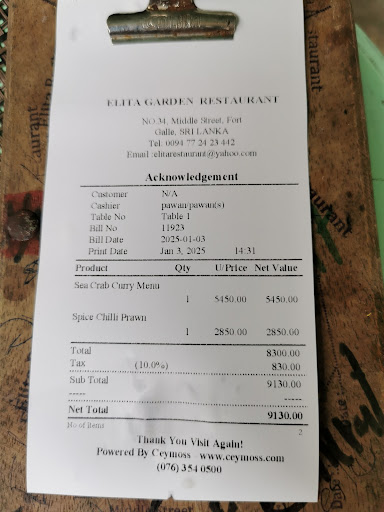 ELITA GARDEN RESTAURANT
NO.34, Middle Street, Fort
Galle, SRI LANKA
Tel: 0094 77 24 23 442
Email :elitarestaurant@yahoo.com
Acknowledgement
Customer N/A
Cashier pawan/pawan(s)
Table No Table 1
Bill No 11923
Bill Date 2025-01-03
Print Date Jan 3, 2025 14:31
Product Qty U/Price Net Value
Sea Crab Curry Menu
1 5450.00 5450.00
Spice Chilli Prawn
1 2850.00 2850.00
Total 8300.00
Tax (10.0%) 830.00
Sub Total 9130.00
-----
-----
Net Total 9130.00
No of Items 2
Thank You Visit Again!
Powered By Ceymoss www.ceymoss.com
(076) 354 0500
staurant